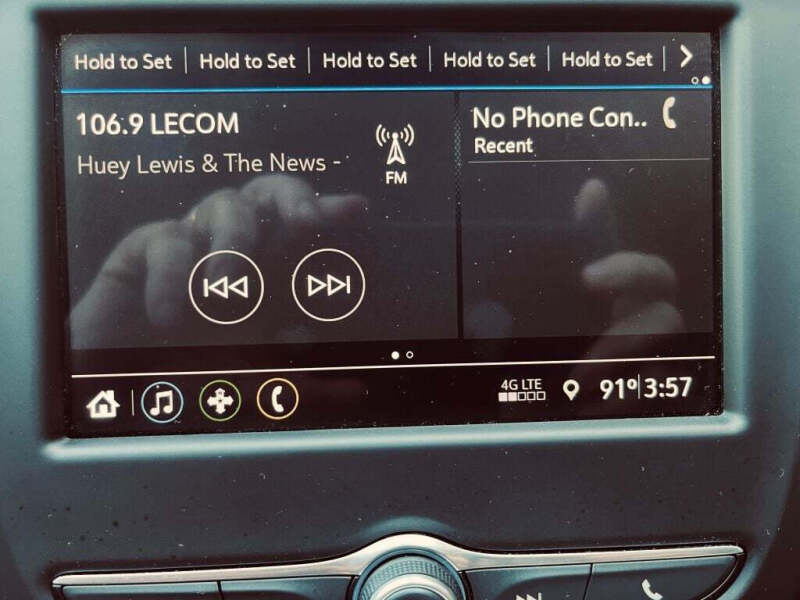 Hold to Set Hold to Set Hold to Set Hold to Set Hold to Set
106.9 LECOM
Huey Lewis & The News -
FM
No Phone Con..
Recent
4G LTE
91° 3:57